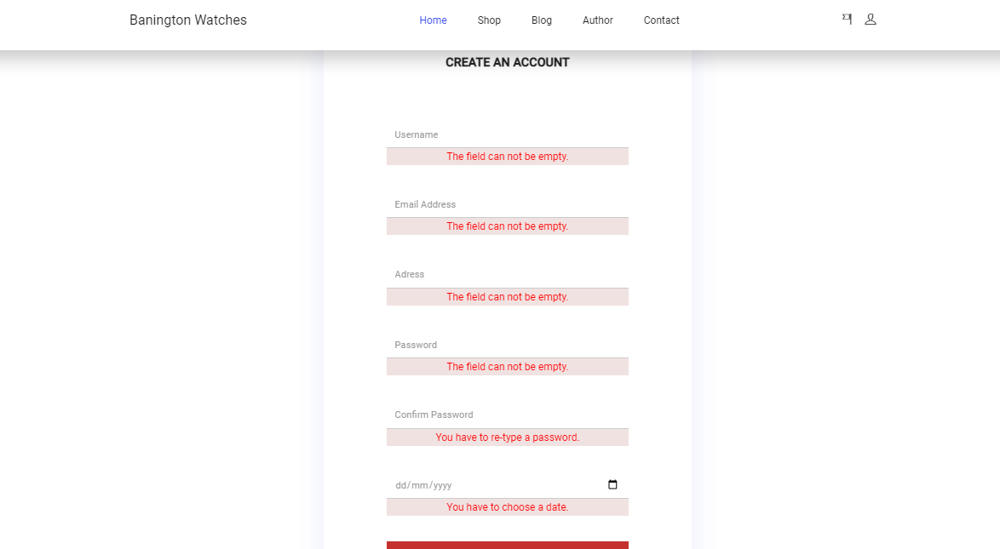 Banington Watches
Home Shop Blog Author Contact
CREATE AN ACCOUNT
Username
The field can not be empty.
Email Address
The field can not be empty.
Adress
The field can not be empty.
Password
The field can not be empty.
Confirm Password
You have to re-type a password.
dd/mm/yyyy
You have to choose a date.